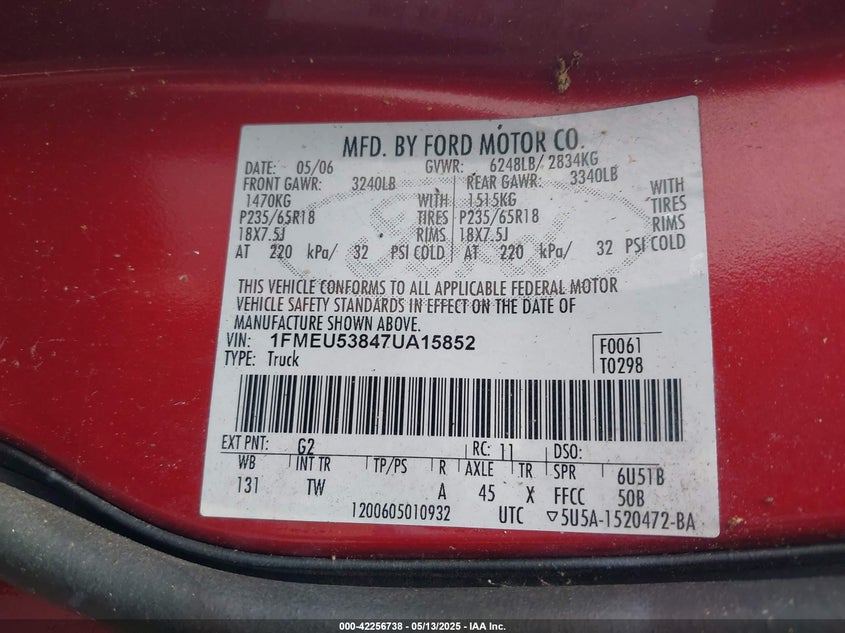 MFD. BY FORD MOTOR CO.
DATE: 05/06 GVWR: 6248LB/ 2834KG
FRONT GAWR: 3240LB REAR GAWR: 3340LB
1470KG WITH 1515KG WITH
P235/65R18 TIRES P235/65R18 TIRES
18X7.5J RIMS 18X7.5J RIMS
AT 220 kPa/ 32 PSI COLD AT 220 kPa/ 32 PSI COLD
THIS VEHICLE CONFORMS TO ALL APPLICABLE FEDERAL MOTOR
VEHICLE SAFETY STANDARDS IN EFFECT ON THE DATE OF
MANUFACTURE SHOWN ABOVE.
VIN: 1FMEU53847UA15852
TYPE: Truck
F0061
T0298
EXT PNT: G2 RC: 11 DSO:
WB INT TR TP/PS R AXLE TR SPR 6U51B
131 TW A 45 X FFCC 50B
1200605010932 UTC ▽5U5A-1520472-BA
000-42256738 - 05/13/2025 - IAA Inc.